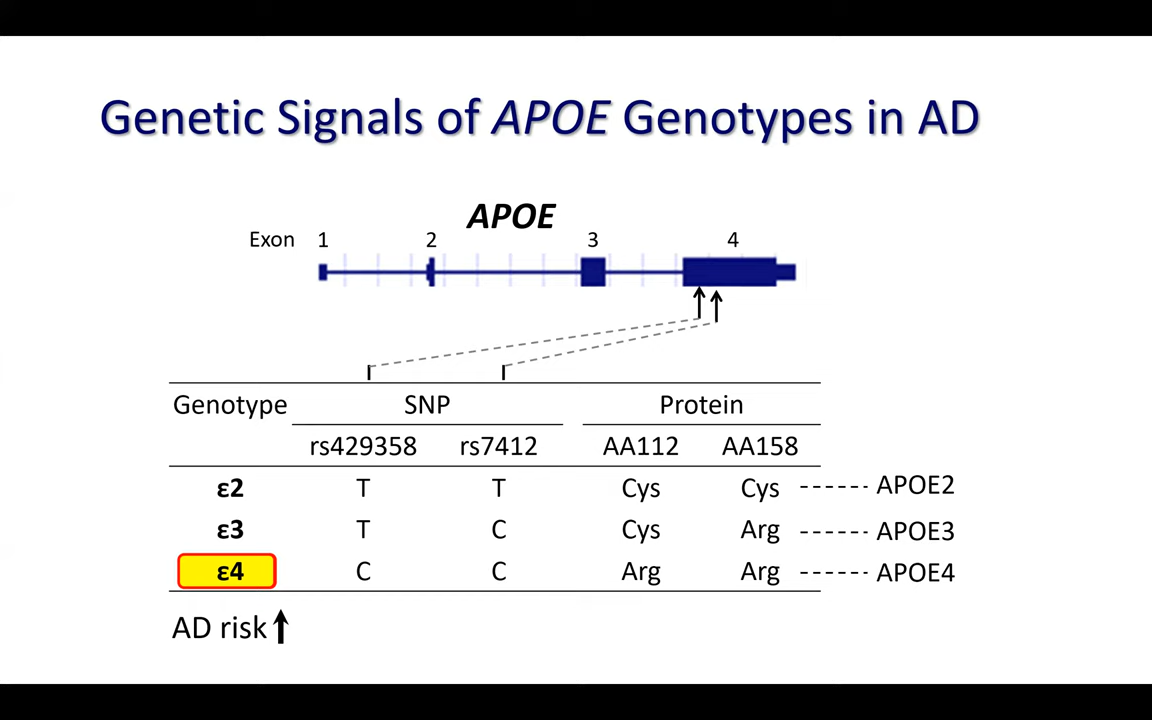 Genetic Signals of APOE Genotypes in AD
APOE
Exon 1 2 3 4
Genotype SNP Protein
rs429358 rs7412 AA112 AA158
ε2 T T Cys Cys ------ APOE2
ε3 T C Cys Arg ------ APOE3
ε4 C C Arg Arg ------ APOE4
AD risk